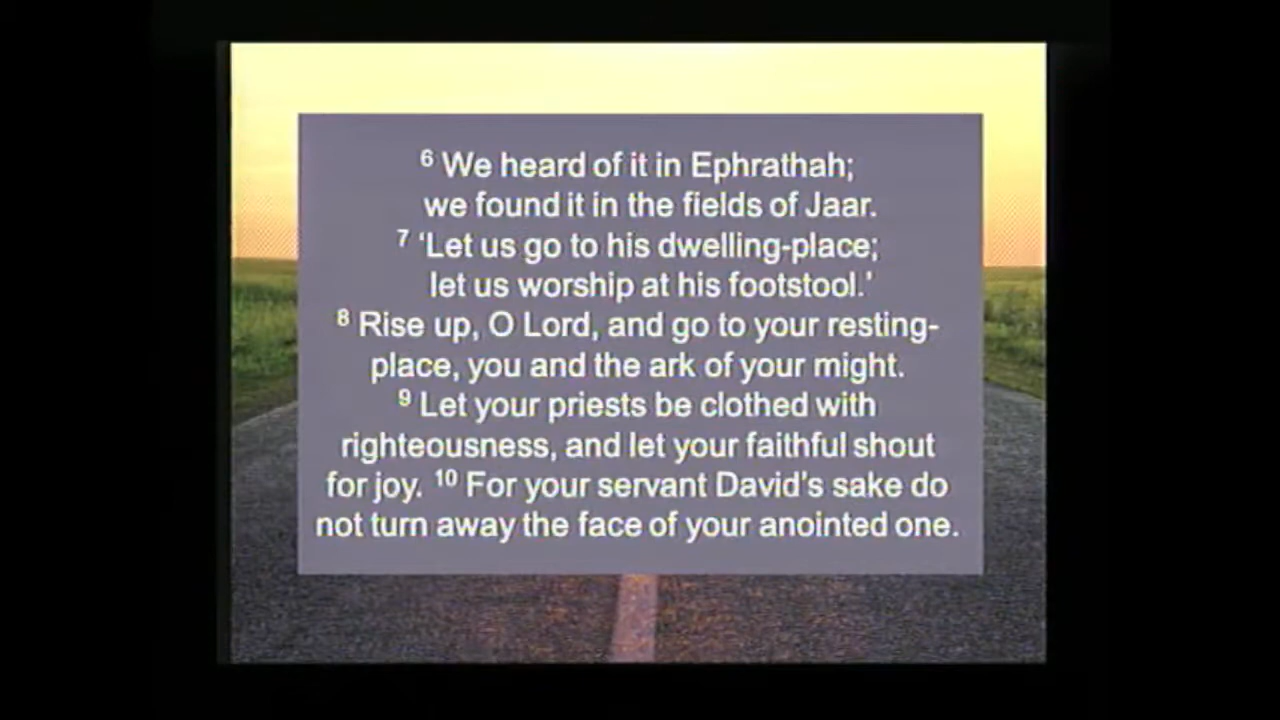 6 We heard of it in Ephrathah;
we found it in the fields of Jaar.
7 ‘Let us go to his dwelling-place;
let us worship at his footstool.’
8 Rise up, O Lord, and go to your resting-
place, you and the ark of your might.
9 Let your priests be clothed with
righteousness, and let your faithful shout
for joy. 10 For your servant David’s sake do
not turn away the face of your anointed one.